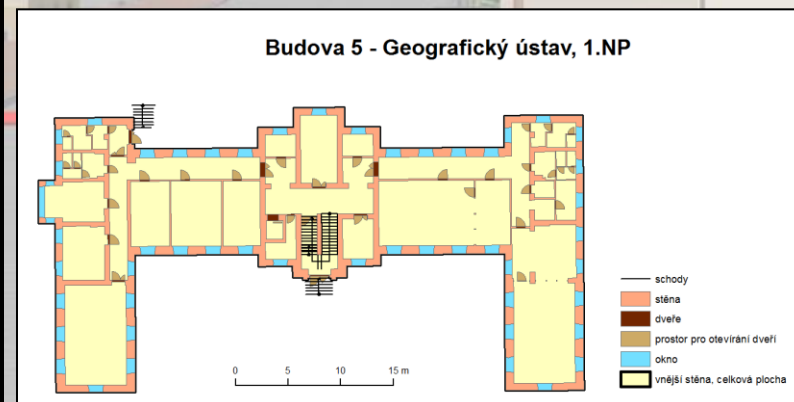 Budova 5 - Geografický ústav, 1.NP
schody
stěna
dveře
prostor pro otevírání dveří
okno
vnější stěna, celková plocha
0 5 10 15 m